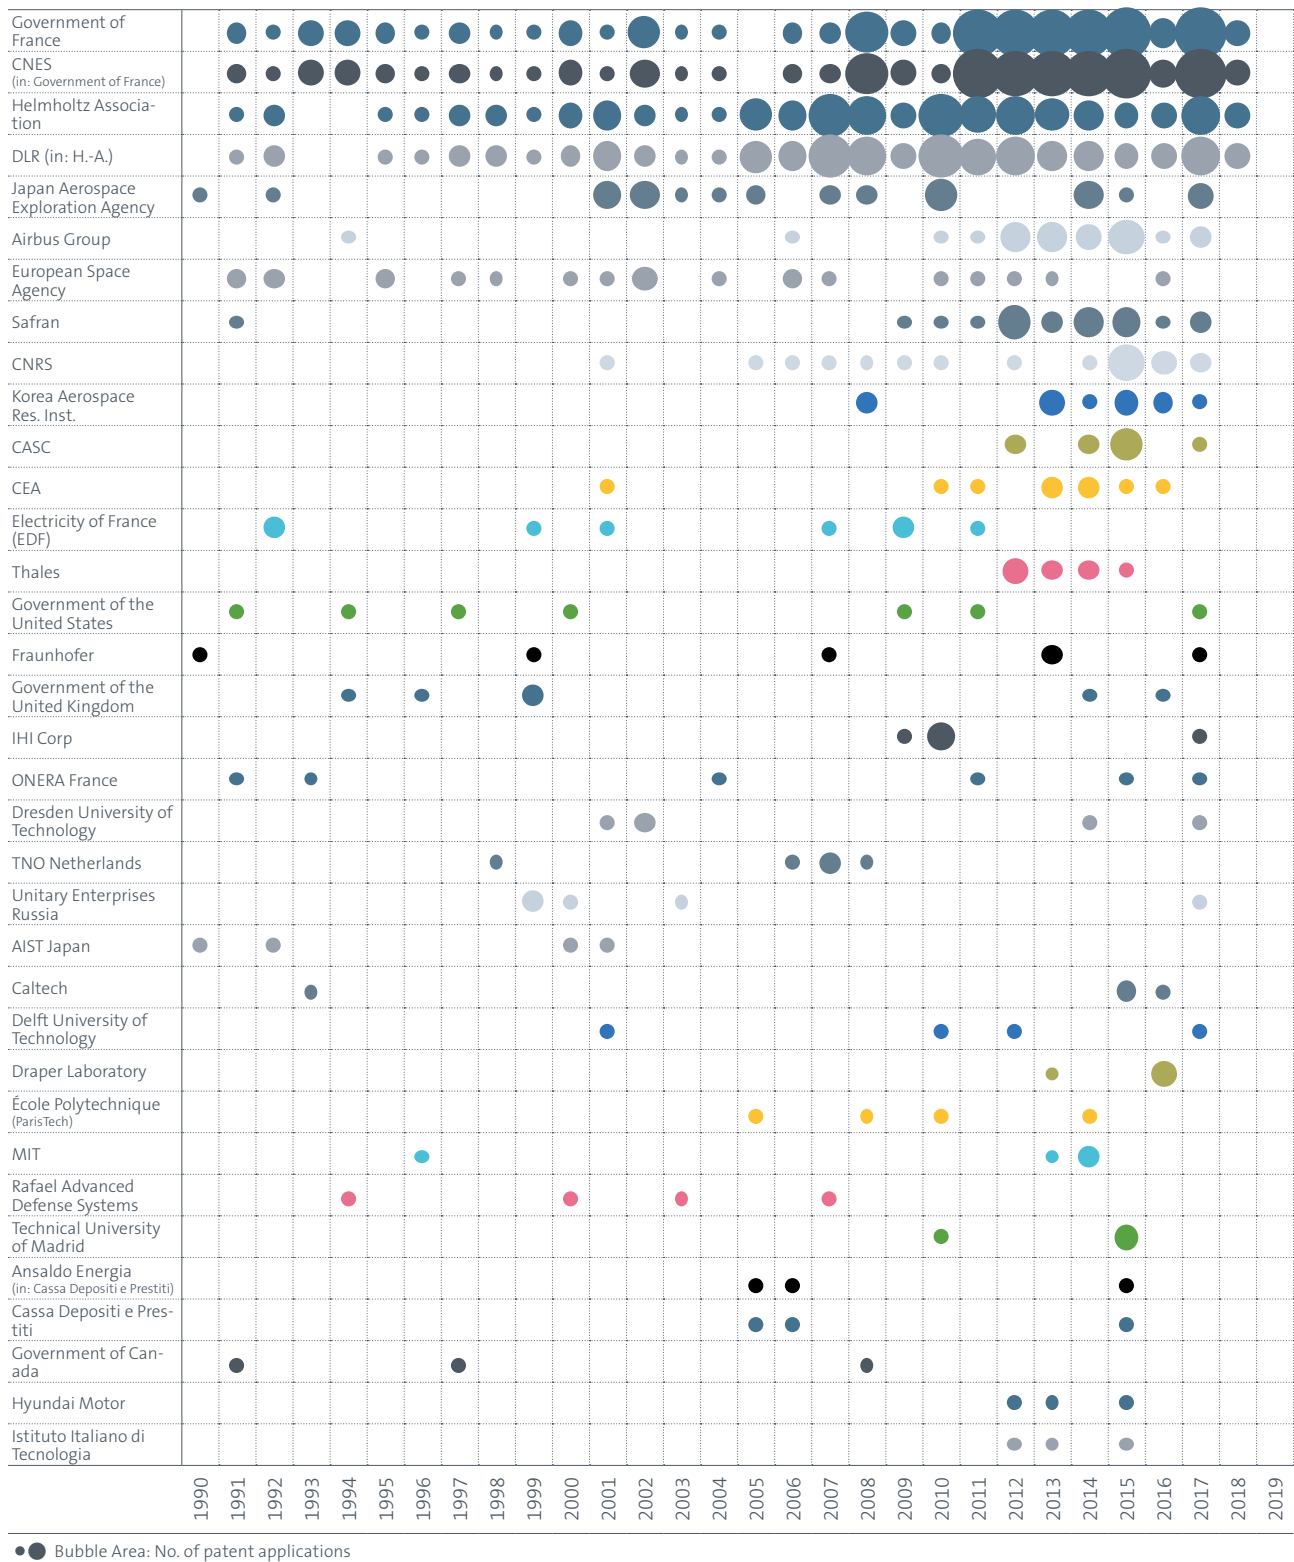 Government of
France
CNES
(in: Government of France)
Helmholtz Associa-
tion
DLR (in: H.-A.)
Japan Aerospace
Exploration Agency
Airbus Group
European Space
Agency
Safran
CNRS
Korea Aerospace
Res. Inst.
CASC
CEA
Electricity of France
(EDF)
Thales
Government of the
United States
Fraunhofer
Government of the
United Kingdom
IHI Corp
ONERA France
Dresden University of
Technology
TNO Netherlands
Unitary Enterprises
Russia
AIST Japan
Caltech
Delft University of
Technology
Draper Laboratory
École Polytechnique
(ParisTech)
MIT
Rafael Advanced
Defense Systems
Technical University
of Madrid
Ansaldo Energia
(in: Cassa Depositi e Prestiti)
Cassa Depositi e Pres-
titi
Government of Can-
ada
Hyundai Motor
Istituto Italiano di
Tecnologia
1990 1991 1992 1993 1994 1995 1996 1997 1998 1999 2000 2001 2002 2003 2004 2005 2006 2007 2008 2009 2010 2011 2012 2013 2014 2015 2016 2017 2018 2019
Bubble Area: No. of patent applications